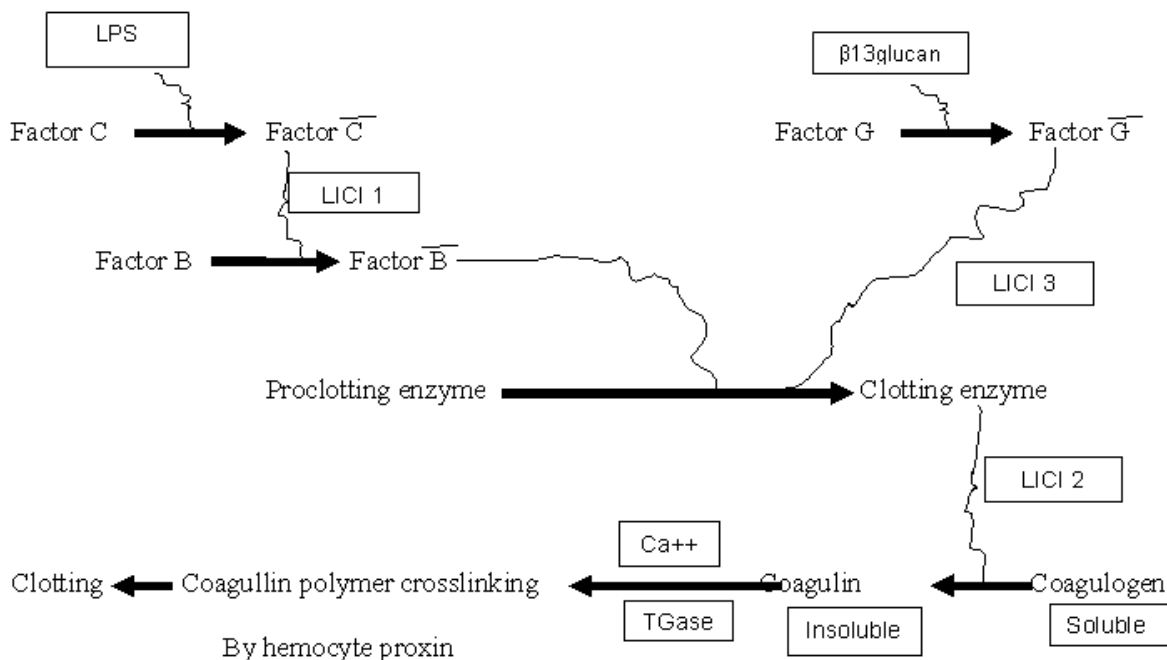 LPS
β13glucan
Factor C
Factor C̅
Factor G
Factor G̅
LICI 1
Factor B
Factor B̅
LICI 3
Proclotting enzyme
Clotting enzyme
LICI 2
Ca++
Clotting
Coagullin polymer crosslinking
Coagulin
Coagulogen
TGase
Insoluble
Soluble
By hemocyte proxin